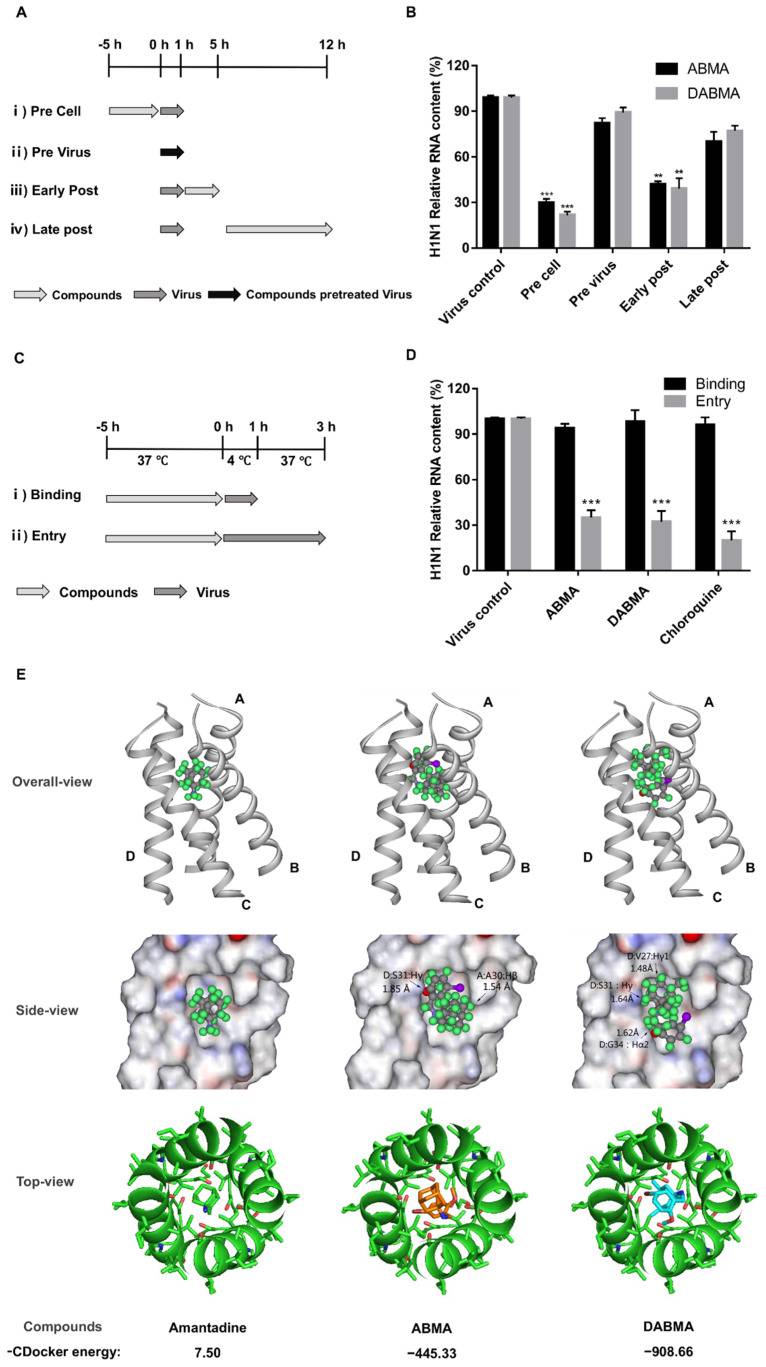 A
-5 h 0 h 1 h 5 h 12 h
i) Pre Cell
ii) Pre Virus
iii) Early Post
iv) Late post
Compounds Virus Compounds pretreated Virus
B
H1N1 Relative RNA content (%)
120
90
60
30
0
ABMA
DABMA
*** *** ** **
Virus control Pre cell Pre virus Early post Late post
C
-5 h 0 h 1 h 3 h
37 °C 4 °C 37 °C
i) Binding
ii) Entry
Compounds Virus
D
H1N1 Relative RNA content (%)
120
90
60
30
0
Binding
Entry
*** *** ***
Virus control ABMA DABMA Chloroquine
E
Overall-view
A A A
D B C
D B C
D B C
Side-view
D:S31:Hγ
1.85 Å
A:A30:Hβ
1.54 Å
D:V27:Hγ1
1.48Å
D:S31 : Hγ
1.64Å
1.62Å
D:G34 : Hα2
Top-view
Compounds Amantadine ABMA DABMA
-CDocker energy: 7.50 −445.33 −908.66